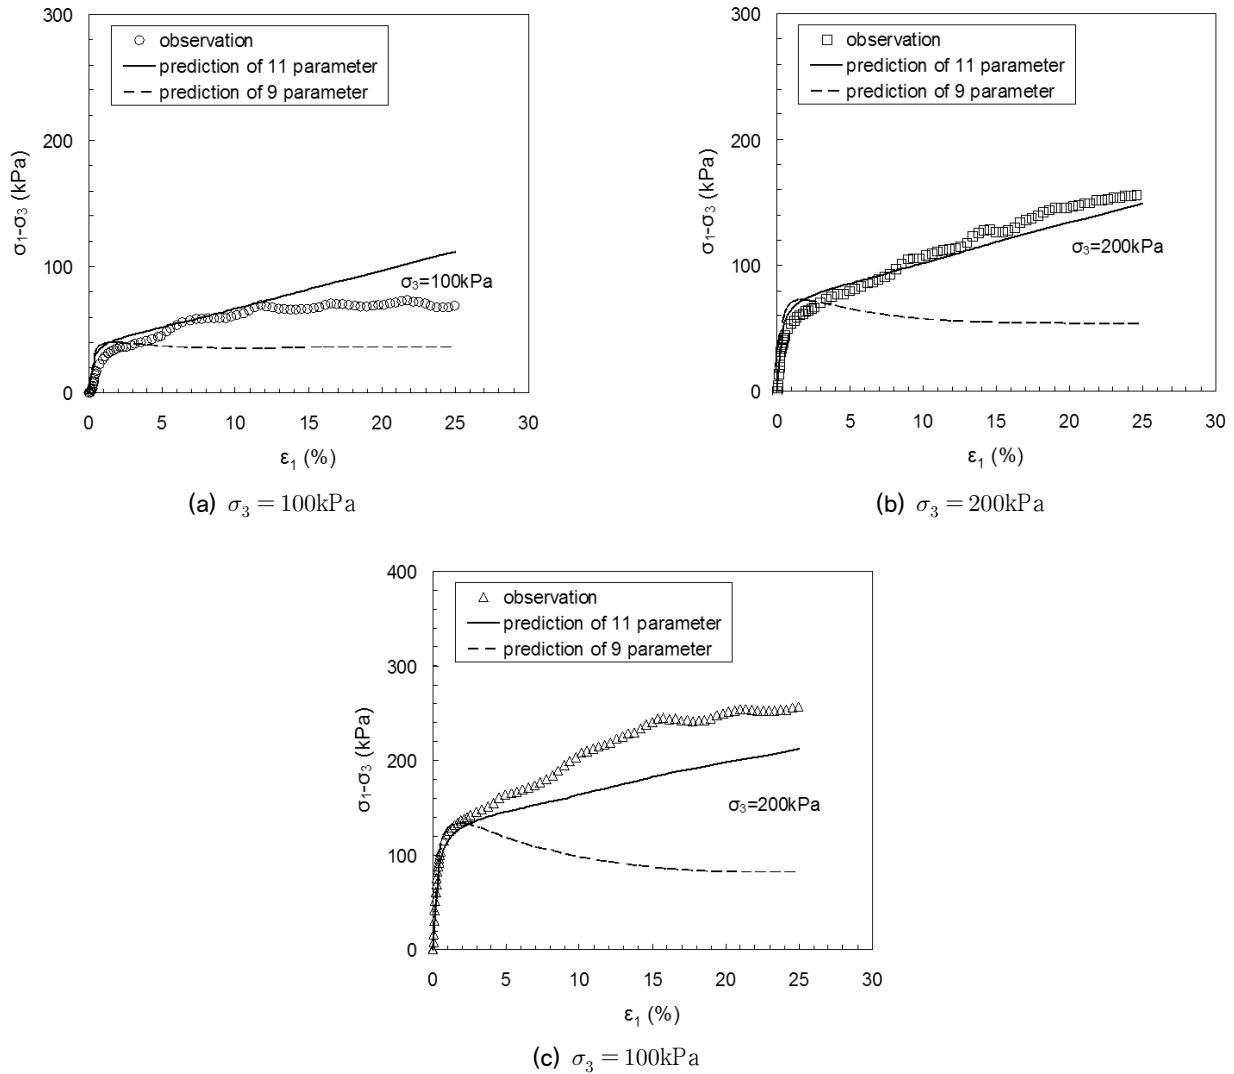 300
observation
prediction of 11 parameter
prediction of 9 parameter
200
σ1-σ3 (kPa)
100
σ3=100kPa
0
0 5 10 15 20 25 30
ε1 (%)
(a) σ3 = 100kPa
300
observation
prediction of 11 parameter
prediction of 9 parameter
200
σ1-σ3 (kPa)
σ3=200kPa
100
0
0 5 10 15 20 25 30
ε1 (%)
(b) σ3 = 200kPa
400
observation
prediction of 11 parameter
prediction of 9 parameter
300
σ1-σ3 (kPa)
200
σ3=200kPa
100
0
0 5 10 15 20 25 30
ε1 (%)
(c) σ3 = 100kPa